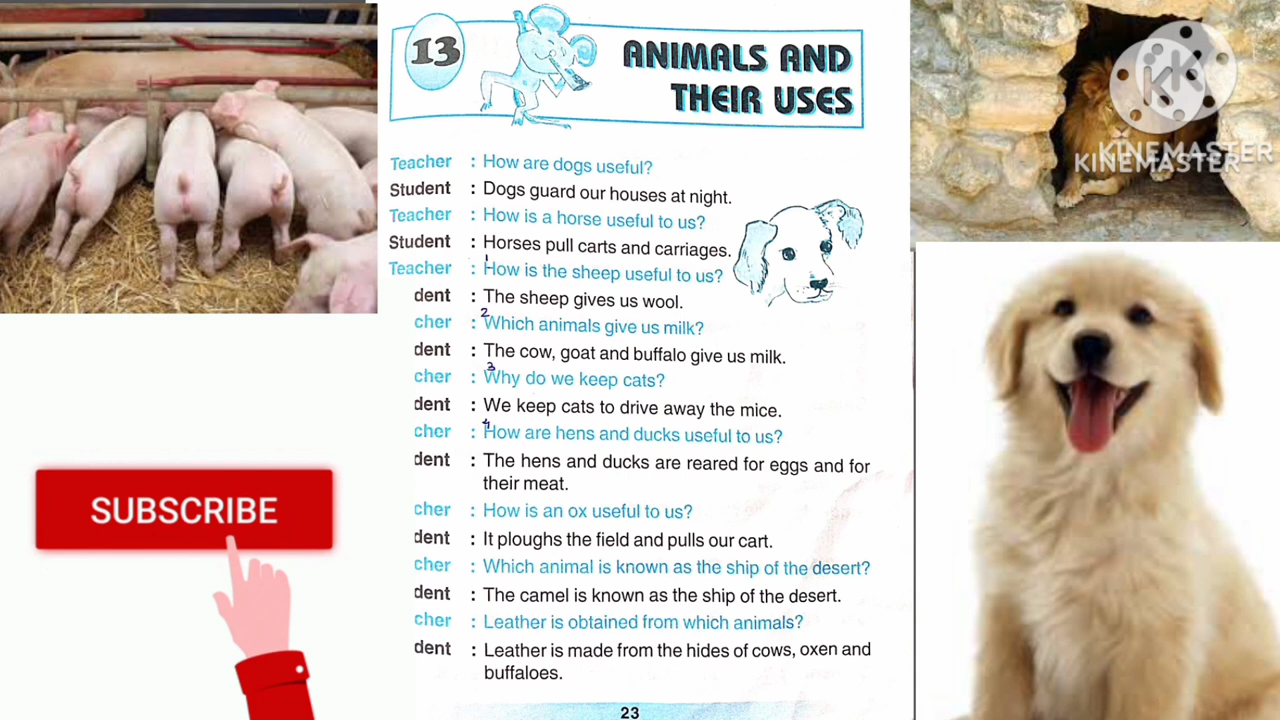 13
ANIMALS AND
THEIR USES
Teacher : How are dogs useful?
Student : Dogs guard our houses at night.
Teacher : How is a horse useful to us?
Student : Horses pull carts and carriages.
1
Teacher : How is the sheep useful to us?
dent : The sheep gives us wool.
2
cher : Which animals give us milk?
dent : The cow, goat and buffalo give us milk.
3
cher : Why do we keep cats?
dent : We keep cats to drive away the mice.
4
cher : How are hens and ducks useful to us?
dent : The hens and ducks are reared for eggs and for
their meat.
cher : How is an ox useful to us?
dent : It ploughs the field and pulls our cart.
cher : Which animal is known as the ship of the desert?
dent : The camel is known as the ship of the desert.
cher : Leather is obtained from which animals?
dent : Leather is made from the hides of cows, oxen and
buffaloes.
23
SUBSCRIBE
K K
KINEMASTER
KINEMASTER